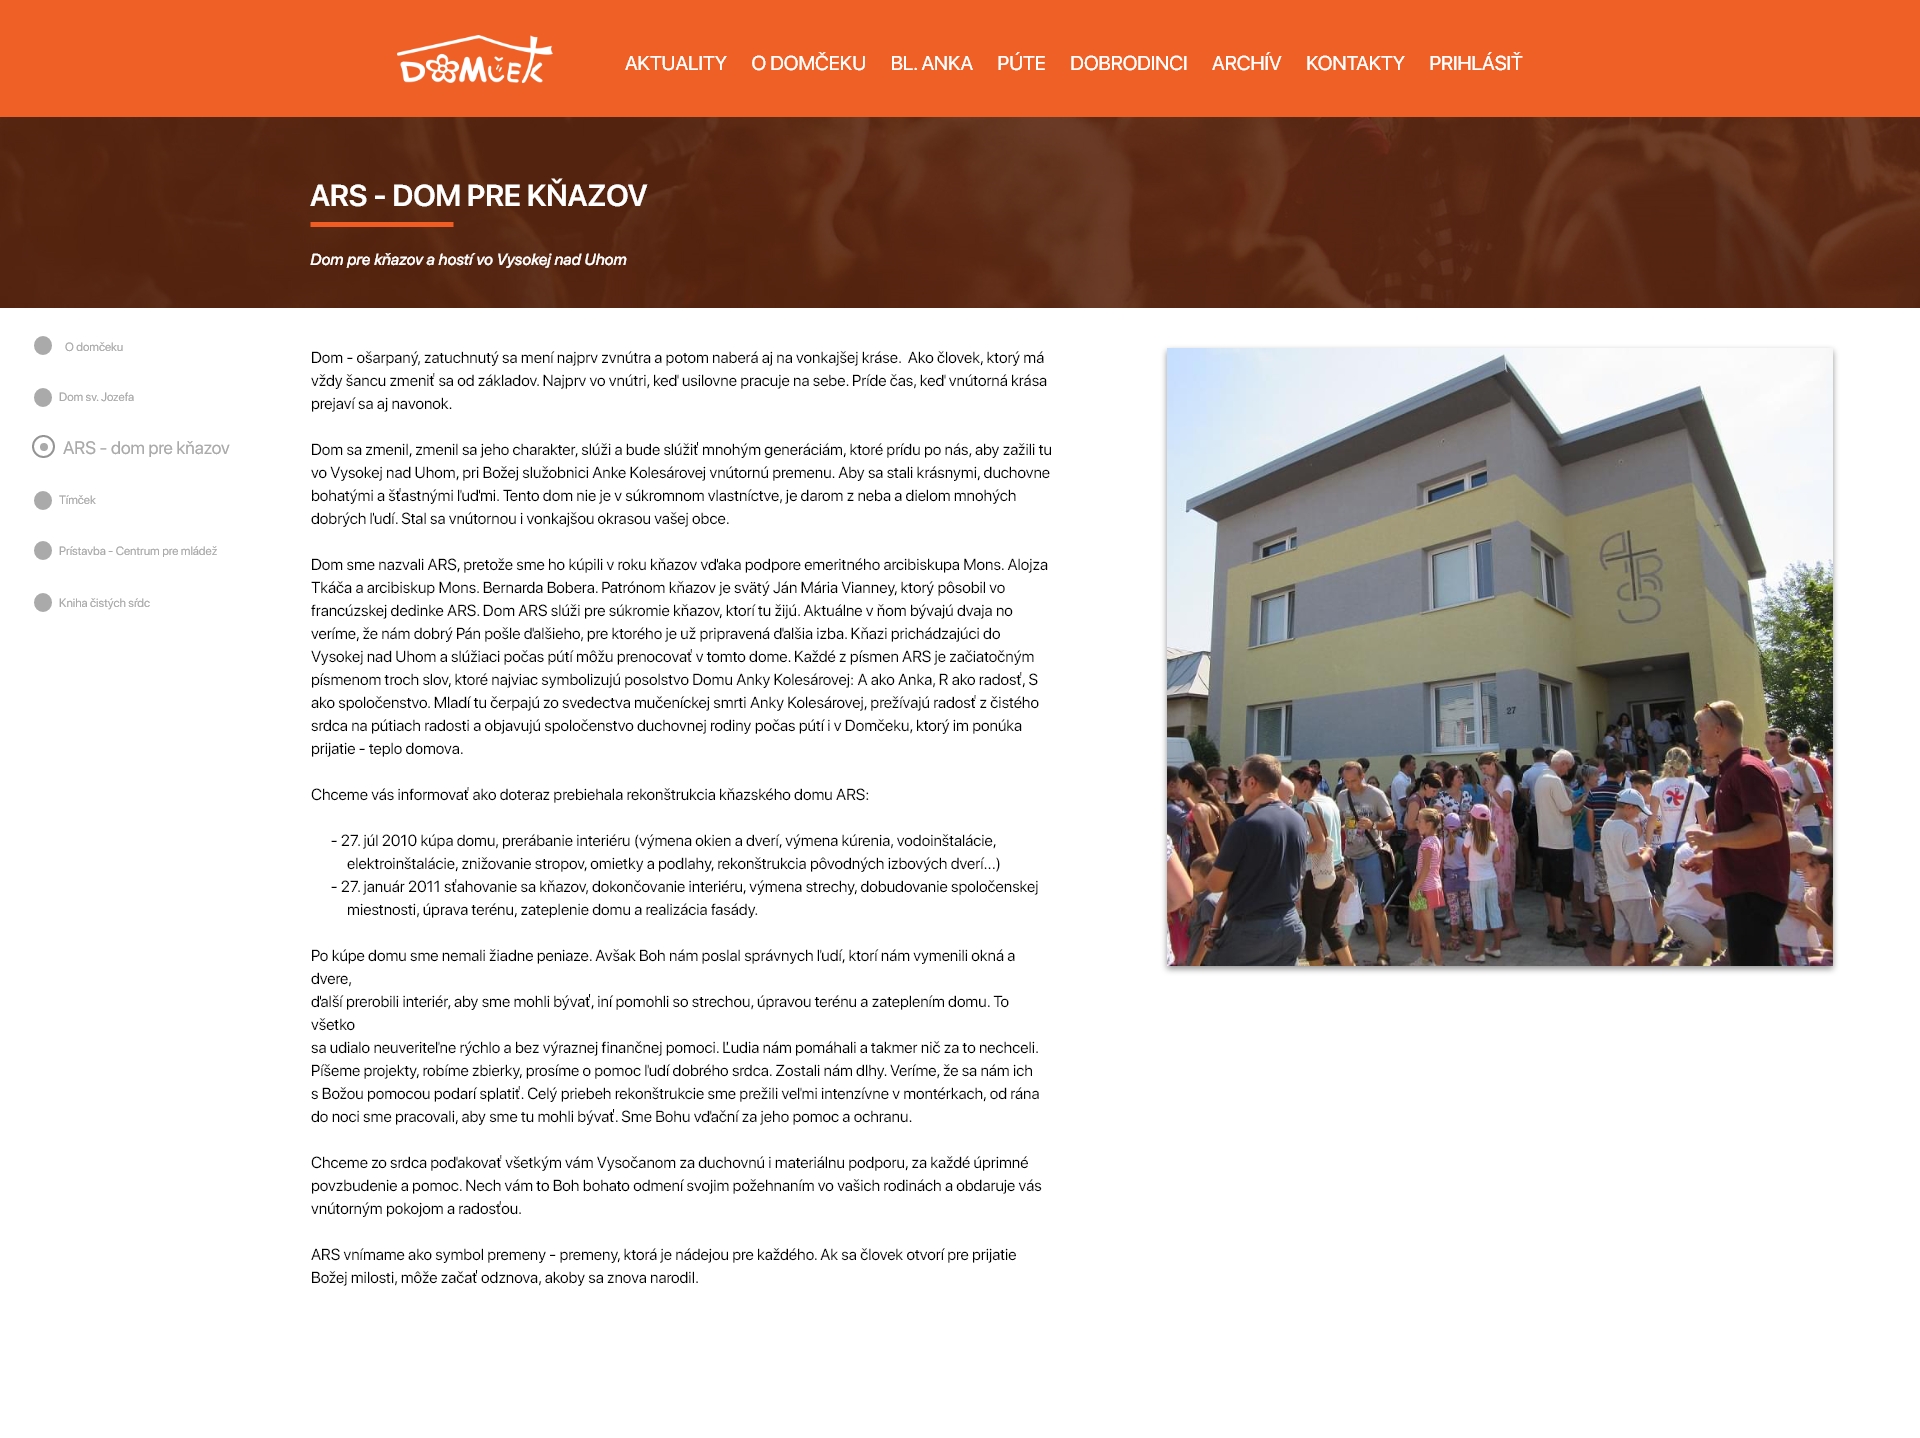 DOMČEK
AKTUALITY O DOMČEKU BL. ANKA PÚTE DOBRODINCI ARCHÍV KONTAKTY PRIHLÁSIŤ
ARS - DOM PRE KŇAZOV
Dom pre kňazov a hostí vo Vysokej nad Uhom
O domčeku
Dom sv. Jozefa
ARS - dom pre kňazov
Tímček
Prístavba - Centrum pre mládež
Kniha čistých sŕdc
Dom - ošarpaný, zatuchnutý sa mení najprv zvnútra a potom naberá aj na vonkajšej kráse.  Ako človek, ktorý má
vždy šancu zmeniť sa od základov. Najprv vo vnútri, keď usilovne pracuje na sebe. Príde čas, keď vnútorná krása
prejaví sa aj navonok.
Dom sa zmenil, zmenil sa jeho charakter, slúži a bude slúžiť mnohým generáciám, ktoré prídu po nás, aby zažili tu
vo Vysokej nad Uhom, pri Božej služobnici Anke Kolesárovej vnútornú premenu. Aby sa stali krásnymi, duchovne
bohatými a šťastnými ľuďmi. Tento dom nie je v súkromnom vlastníctve, je darom z neba a dielom mnohých
dobrých ľudí. Stal sa vnútornou i vonkajšou okrasou vašej obce.
Dom sme nazvali ARS, pretože sme ho kúpili v roku kňazov vďaka podpore emeritného arcibiskupa Mons. Alojza
Tkáča a arcibiskup Mons. Bernarda Bobera. Patrónom kňazov je svätý Ján Mária Vianney, ktorý pôsobil vo
francúzskej dedinke ARS. Dom ARS slúži pre súkromie kňazov, ktorí tu žijú. Aktuálne v ňom bývajú dvaja no
veríme, že nám dobrý Pán pošle ďalšieho, pre ktorého je už pripravená ďalšia izba. Kňazi prichádzajúci do
Vysokej nad Uhom a slúžiaci počas pútí môžu prenocovať v tomto dome. Každé z písmen ARS je začiatočným
písmenom troch slov, ktoré najviac symbolizujú posolstvo Domu Anky Kolesárovej: A ako Anka, R ako radosť, S
ako spoločenstvo. Mladí tu čerpajú zo svedectva mučeníckej smrti Anky Kolesárovej, prežívajú radosť z čistého
srdca na pútiach radosti a objavujú spoločenstvo duchovnej rodiny počas pútí i v Domčeku, ktorý im ponúka
prijatie - teplo domova.
Chceme vás informovať ako doteraz prebiehala rekonštrukcia kňazského domu ARS:
- 27. júl 2010 kúpa domu, prerábanie interiéru (výmena okien a dverí, výmena kúrenia, vodoinštalácie,
elektroinštalácie, znižovanie stropov, omietky a podlahy, rekonštrukcia pôvodných izbových dverí...)
- 27. január 2011 sťahovanie sa kňazov, dokončovanie interiéru, výmena strechy, dobudovanie spoločenskej
miestnosti, úprava terénu, zateplenie domu a realizácia fasády.
Po kúpe domu sme nemali žiadne peniaze. Avšak Boh nám poslal správnych ľudí, ktorí nám vymenili okná a
dvere,
ďalší prerobili interiér, aby sme mohli bývať, iní pomohli so strechou, úpravou terénu a zateplením domu. To
všetko
sa udialo neuveriteľne rýchlo a bez výraznej finančnej pomoci. Ľudia nám pomáhali a takmer nič za to nechceli.
Píšeme projekty, robíme zbierky, prosíme o pomoc ľudí dobrého srdca. Zostali nám dlhy. Veríme, že sa nám ich
s Božou pomocou podarí splatiť. Celý priebeh rekonštrukcie sme prežili veľmi intenzívne v montérkach, od rána
do noci sme pracovali, aby sme tu mohli bývať. Sme Bohu vďační za jeho pomoc a ochranu.
Chceme zo srdca poďakovať všetkým vám Vysočanom za duchovnú i materiálnu podporu, za každé úprimné
povzbudenie a pomoc. Nech vám to Boh bohato odmení svojim požehnaním vo vašich rodinách a obdaruje vás
vnútorným pokojom a radosťou.
ARS vnímame ako symbol premeny - premeny, ktorá je nádejou pre každého. Ak sa človek otvorí pre prijatie
Božej milosti, môže začať odznova, akoby sa znova narodil.
ARS
27